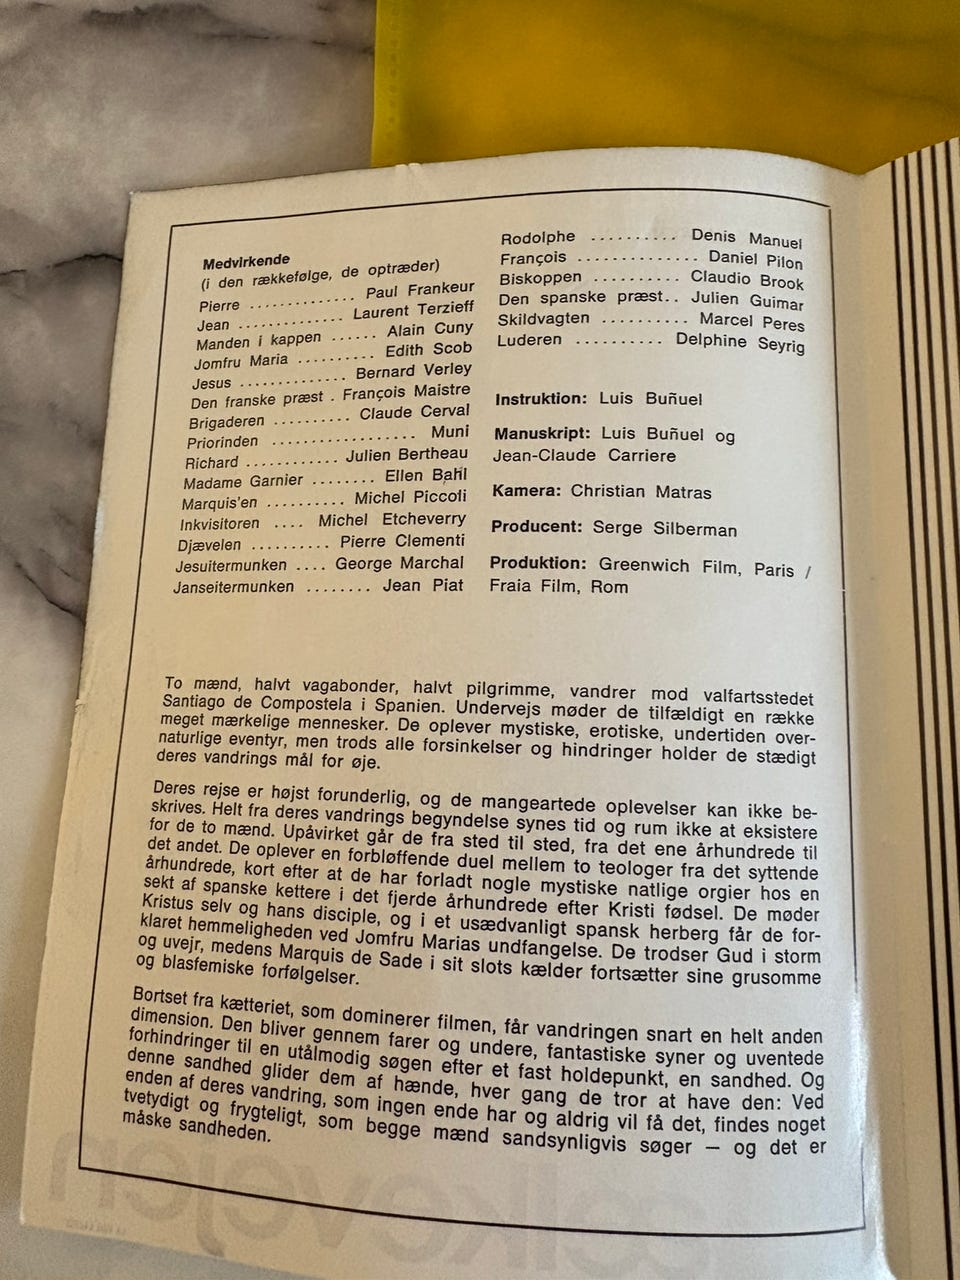 Medvirkende
(i den rækkefølge, de optræder)
Pierre .............. Paul Frankeur
Jean .............. Laurent Terzieff
Manden i kappen ...... Alain Cuny
Jomfru Maria .......... Edith Scob
Jesus .............. Bernard Verley
Den franske præst . François Maistre
Brigaderen .......... Claude Cerval
Priorinden .................. Muni
Richard ............ Julien Bertheau
Madame Garnier ........ Ellen Bahl
Marquis'en ......... Michel Piccoli
Inkvisitoren .... Michel Etcheverry
Djævelen .......... Pierre Clementi
Jesuitermunken .... George Marchal
Janseitermunken ........ Jean Piat
Rodolphe .......... Denis Manuel
François .............. Daniel Pilon
Biskoppen .......... Claudio Brook
Den spanske præst.. Julien Guimar
Skildvagten .......... Marcel Peres
Luderen .......... Delphine Seyrig
Instruktion: Luis Buñuel
Manuskript: Luis Buñuel og
Jean-Claude Carriere
Kamera: Christian Matras
Producent: Serge Silberman
Produktion: Greenwich Film, Paris /
Fraia Film, Rom
To mænd, halvt vagabonder, halvt pilgrimme, vandrer mod valfartsstedet
Santiago de Compostela i Spanien. Undervejs møder de tilfældigt en række
meget mærkelige mennesker. De oplever mystiske, erotiske, undertiden over-
naturlige eventyr, men trods alle forsinkelser og hindringer holder de stædigt
deres vandrings mål for øje.
Deres rejse er højst forunderlig, og de mangeartede oplevelser kan ikke be-
skrives. Helt fra deres vandrings begyndelse synes tid og rum ikke at eksistere
for de to mænd. Upåvirket går de fra sted til sted, fra det ene århundrede til
det andet. De oplever en forbløffende duel mellem to teologer fra det syttende
århundrede, kort efter at de har forladt nogle mystiske natlige orgier hos en
sekt af spanske kettere i det fjerde århundrede efter Kristi fødsel. De møder
Kristus selv og hans disciple, og i et usædvanligt spansk herberg får de for-
klaret hemmeligheden ved Jomfru Marias undfangelse. De trodser Gud i storm
og uvejr, medens Marquis de Sade i sit slots kælder fortsætter sine grusomme
og blasfemiske forfølgelser.
Bortset fra kætteriet, som dominerer filmen, får vandringen snart en helt anden
dimension. Den bliver gennem farer og undere, fantastiske syner og uventede
forhindringer til en utålmodig søgen efter et fast holdepunkt, en sandhed. Og
denne sandhed glider dem af hænde, hver gang de tror at have den: Ved
enden af deres vandring, som ingen ende har og aldrig vil få det, findes noget
tvetydigt og frygteligt, som begge mænd sandsynligvis søger — og det er
måske sandheden.